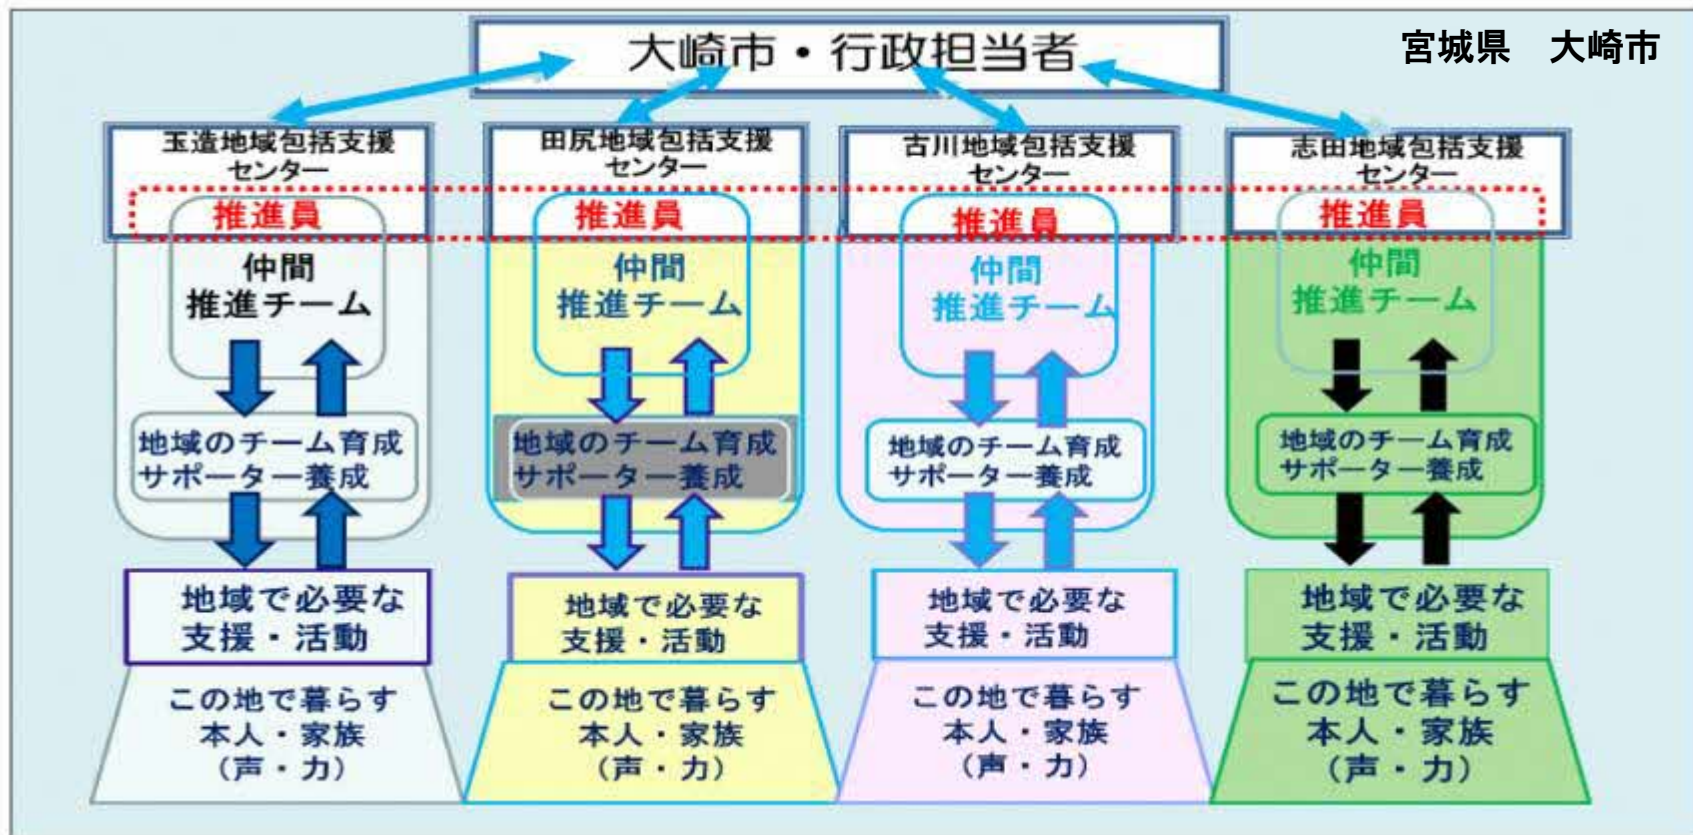 宮城県　大崎市
大崎市・行政担当者
玉造地域包括支援
センター
推進員
仲間
推進チーム
地域のチーム育成
サポーター養成
地域で必要な
支援・活動
この地で暮らす
本人・家族
（声・力）
田尻地域包括支援
センター
推進員
仲間
推進チーム
地域のチーム育成
サポーター養成
地域で必要な
支援・活動
この地で暮らす
本人・家族
（声・力）
古川地域包括支援
センター
推進員
仲間
推進チーム
地域のチーム育成
サポーター養成
地域で必要な
支援・活動
この地で暮らす
本人・家族
（声・力）
志田地域包括支援
センター
推進員
仲間
推進チーム
地域のチーム育成
サポーター養成
地域で必要な
支援・活動
この地で暮らす
本人・家族
（声・力）